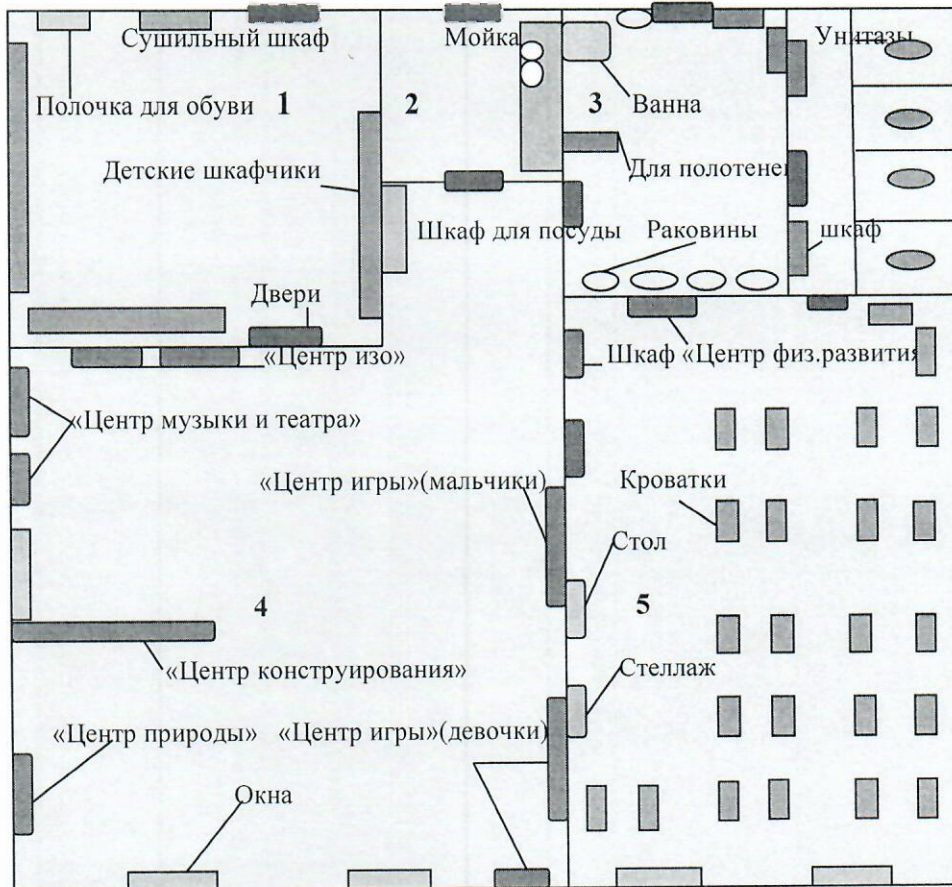 Сушильный шкаф
Мойка
Унитазы
Полочка для обуви
1
2
3
Ванна
Детские шкафчики
Для полотенец
Шкаф для посуды
Раковины
шкаф
Двери
«Центр изо»
Шкаф «Центр физ.развития
«Центр музыки и театра»
«Центр игры»(мальчики)
Кроватки
Стол
4
5
«Центр конструирования»
Стеллаж
«Центр природы»
«Центр игры»(девочки)
Окна